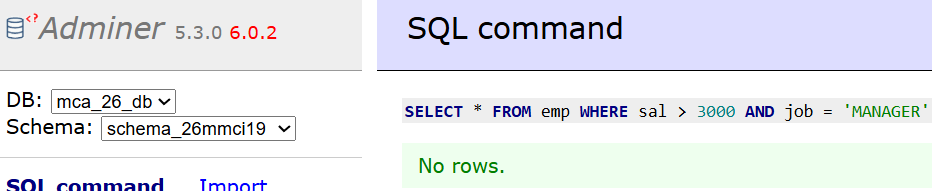 Adminer 5.3.0 6.0.2
SQL command
DB: mca_26_db
Schema: schema_26mmci19
SELECT * FROM emp WHERE sal > 3000 AND job = 'MANAGER'
No rows.
SQL command Import